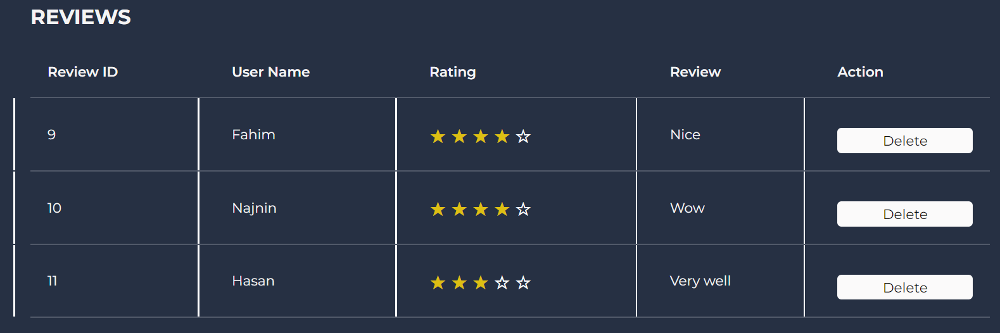 REVIEWS
Review ID User Name Rating Review Action
9 Fahim ★ ★ ★ ★ ☆ Nice Delete
10 Najnin ★ ★ ★ ★ ☆ Wow Delete
11 Hasan ★ ★ ★ ☆ ☆ Very well Delete